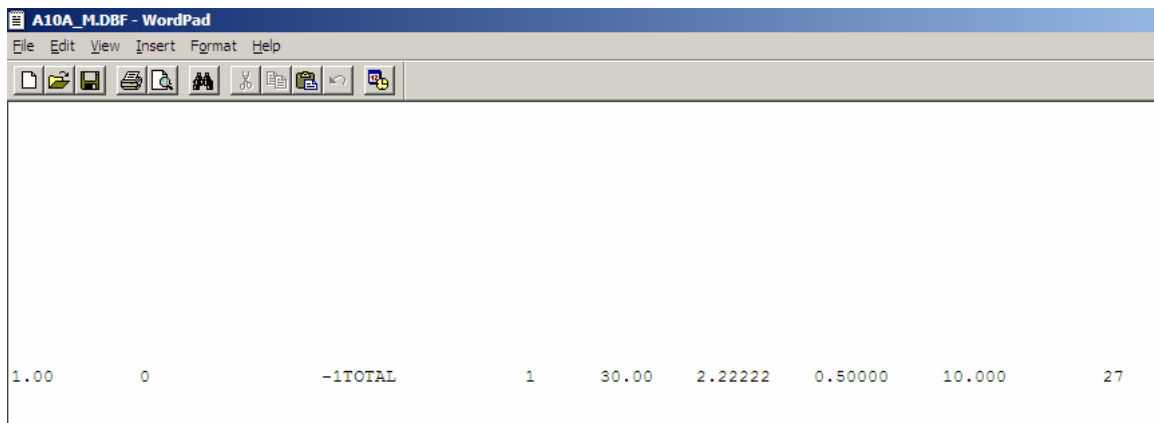 A10A_M.DBF - WordPad
File Edit View Insert Format Help
1.00 0 -1TOTAL 1 30.00 2.22222 0.50000 10.000 27